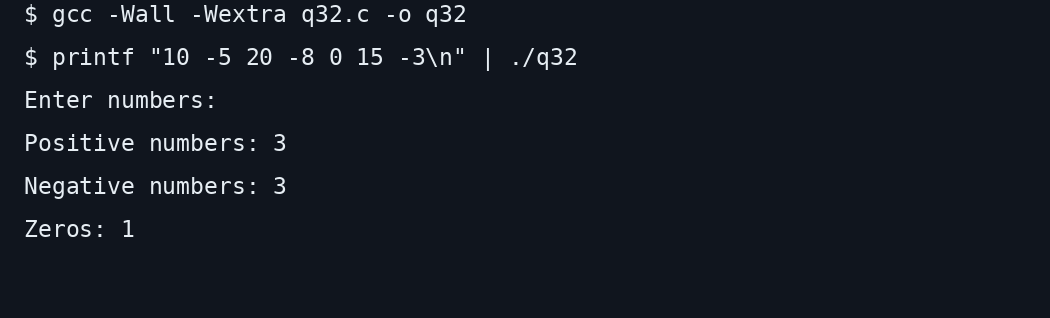 $ gcc -Wall -Wextra q32.c -o q32
$ printf "10 -5 20 -8 0 15 -3\n" | ./q32
Enter numbers:
Positive numbers: 3
Negative numbers: 3
Zeros: 1